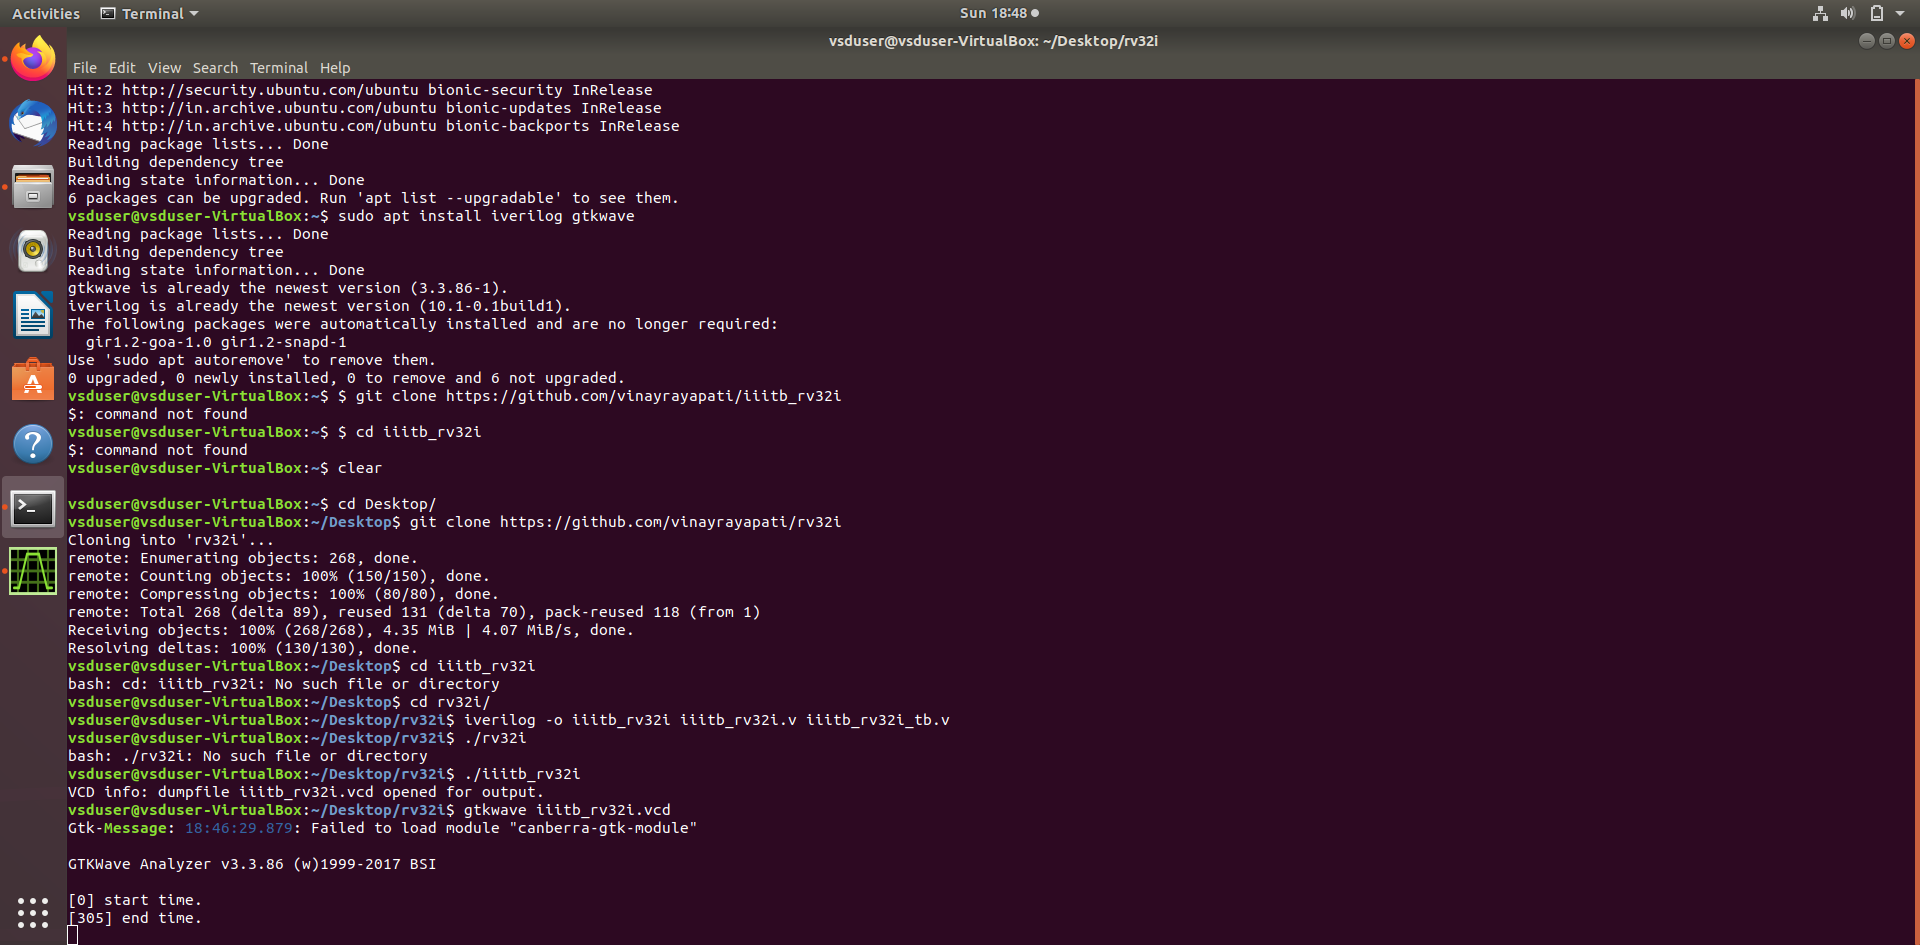 Activities Terminal Sun 18:48
vsduser@vsduser-VirtualBox: ~/Desktop/rv32i
File Edit View Search Terminal Help
Hit:2 http://security.ubuntu.com/ubuntu bionic-security InRelease
Hit:3 http://in.archive.ubuntu.com/ubuntu bionic-updates InRelease
Hit:4 http://in.archive.ubuntu.com/ubuntu bionic-backports InRelease
Reading package lists... Done
Building dependency tree
Reading state information... Done
6 packages can be upgraded. Run 'apt list --upgradable' to see them.
vsduser@vsduser-VirtualBox:~$ sudo apt install iverilog gtkwave
Reading package lists... Done
Building dependency tree
Reading state information... Done
gtkwave is already the newest version (3.3.86-1).
iverilog is already the newest version (10.1-0.1build1).
The following packages were automatically installed and are no longer required:
  gir1.2-goa-1.0 gir1.2-snapd-1
Use 'sudo apt autoremove' to remove them.
0 upgraded, 0 newly installed, 0 to remove and 6 not upgraded.
vsduser@vsduser-VirtualBox:~$ $ git clone https://github.com/vinayrayapati/iiitb_rv32i
$: command not found
vsduser@vsduser-VirtualBox:~$ $ cd iiitb_rv32i
$: command not found
vsduser@vsduser-VirtualBox:~$ clear
vsduser@vsduser-VirtualBox:~$ cd Desktop/
vsduser@vsduser-VirtualBox:~/Desktop$ git clone https://github.com/vinayrayapati/rv32i
Cloning into 'rv32i'...
remote: Enumerating objects: 268, done.
remote: Counting objects: 100% (150/150), done.
remote: Compressing objects: 100% (80/80), done.
remote: Total 268 (delta 89), reused 131 (delta 70), pack-reused 118 (from 1)
Receiving objects: 100% (268/268), 4.35 MiB | 4.07 MiB/s, done.
Resolving deltas: 100% (130/130), done.
vsduser@vsduser-VirtualBox:~/Desktop$ cd iiitb_rv32i
bash: cd: iiitb_rv32i: No such file or directory
vsduser@vsduser-VirtualBox:~/Desktop$ cd rv32i/
vsduser@vsduser-VirtualBox:~/Desktop/rv32i$ iverilog -o iiitb_rv32i iiitb_rv32i.v iiitb_rv32i_tb.v
vsduser@vsduser-VirtualBox:~/Desktop/rv32i$ ./rv32i
bash: ./rv32i: No such file or directory
vsduser@vsduser-VirtualBox:~/Desktop/rv32i$ ./iiitb_rv32i
VCD info: dumpfile iiitb_rv32i.vcd opened for output.
vsduser@vsduser-VirtualBox:~/Desktop/rv32i$ gtkwave iiitb_rv32i.vcd
Gtk-Message: 18:46:29.879: Failed to load module "canberra-gtk-module"
GTKWave Analyzer v3.3.86 (w)1999-2017 BSI
[0] start time.
[305] end time.